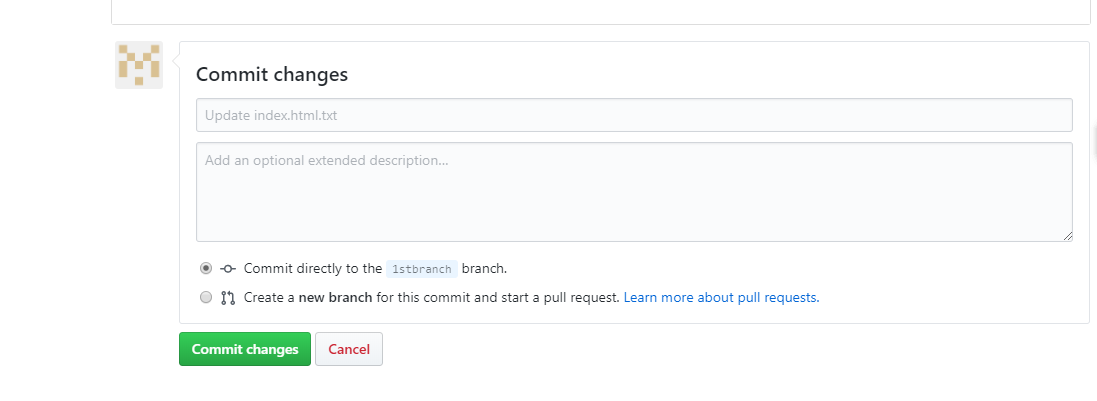 Commit changes
Update index.html.txt
Add an optional extended description...
Commit directly to the 1stbranch branch.
Create a new branch for this commit and start a pull request. Learn more about pull requests.
Commit changes Cancel